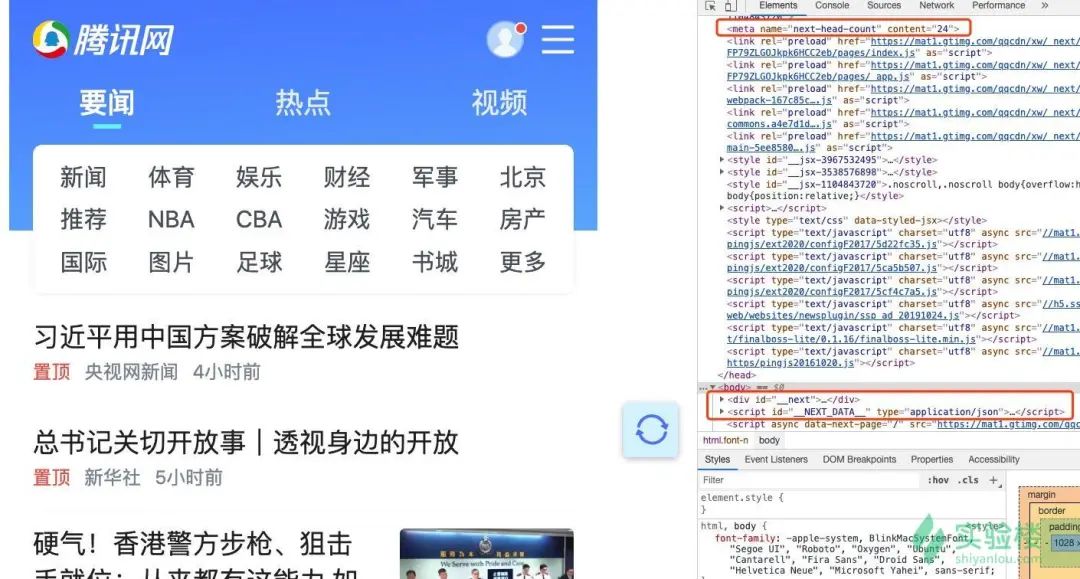 腾讯网
要闻 热点 视频
新闻 体育 娱乐 财经 军事 北京
推荐 NBA CBA 游戏 汽车 房产
国际 图片 足球 星座 书城 更多
习近平用中国方案破解全球发展难题
置顶 央视网新闻 4小时前
总书记关切开放事｜透视身边的开放
置顶 新华社 5小时前
硬气！香港警方步枪、狙击
Elements Console Sources Network Performance »
<meta name="next-head-count" content="24">
<link rel="preload" href="https://mat1.gtimg.com/qqcdn/xw/_next/
FP79ZLGOJkpk6HCC2eb/pages/index.js" as="script">
<link rel="preload" href="https://mat1.gtimg.com/qqcdn/xw/_next/
FP79ZLGOJkpk6HCC2eb/pages/_app.js" as="script">
<link rel="preload" href="https://mat1.gtimg.com/qqcdn/xw/_next/
webpack-167c85c….js" as="script">
<link rel="preload" href="https://mat1.gtimg.com/qqcdn/xw/_next/
commons.a4e7d1d….js" as="script">
<link rel="preload" href="https://mat1.gtimg.com/qqcdn/xw/_next/
main-5ee8580….js" as="script">
<style id="__jsx-3967532495">…</style>
<style id="__jsx-3538576898">…</style>
<style id="__jsx-1104843720">.noscroll,.noscroll body{overflow:h
body{position:relative;}</style>
<script>…</script>
<style type="text/css" data-styled-jsx></style>
<script type="text/javascript" charset="utf8" async src="//mat1
pingjs/ext2020/configF2017/5d22fc35.js"></script>
<script type="text/javascript" charset="utf8" async src="//mat1.
pingjs/ext2020/configF2017/5ca5b507.js"></script>
<script type="text/javascript" charset="utf8" async src="//mat1.
pingjs/ext2020/configF2017/5cf4c7a5.js"></script>
<script type="text/javascript" charset="utf8" async src="//h5.ss
web/websites/newsplugin/ssp_ad_20191024.js"></script>
<script type="text/javascript" charset="utf8" async src="//mat1.
t/finalboss-lite/0.1.16/finalboss-lite.min.js"></script>
<script type="text/javascript" charset="utf8" async src="//mat1.
https/pingjs20161020.js"></script>
</head>
<body> == $0
<div id="__next">…</div>
<script id="__NEXT_DATA__" type="application/json">…</script>
<script async data-next-page="/" src="https://mat1.gtimg.com/qq
html.font-n body
Styles Event Listeners DOM Breakpoints Properties Accessibility
Filter :hov .cls +
element.style {
}
html, body { <style>
font-family: -apple-system, BlinkMacSystemFont,
"Segoe UI", "Roboto", "Oxygen", "Ubuntu",
"Cantarell", "Fira Sans", "Droid Sans",
"Helvetica Neue", "Microsoft Yahei", sans-serif;
margin
border
padding
1028 ×
实验楼
shiyanlou.com